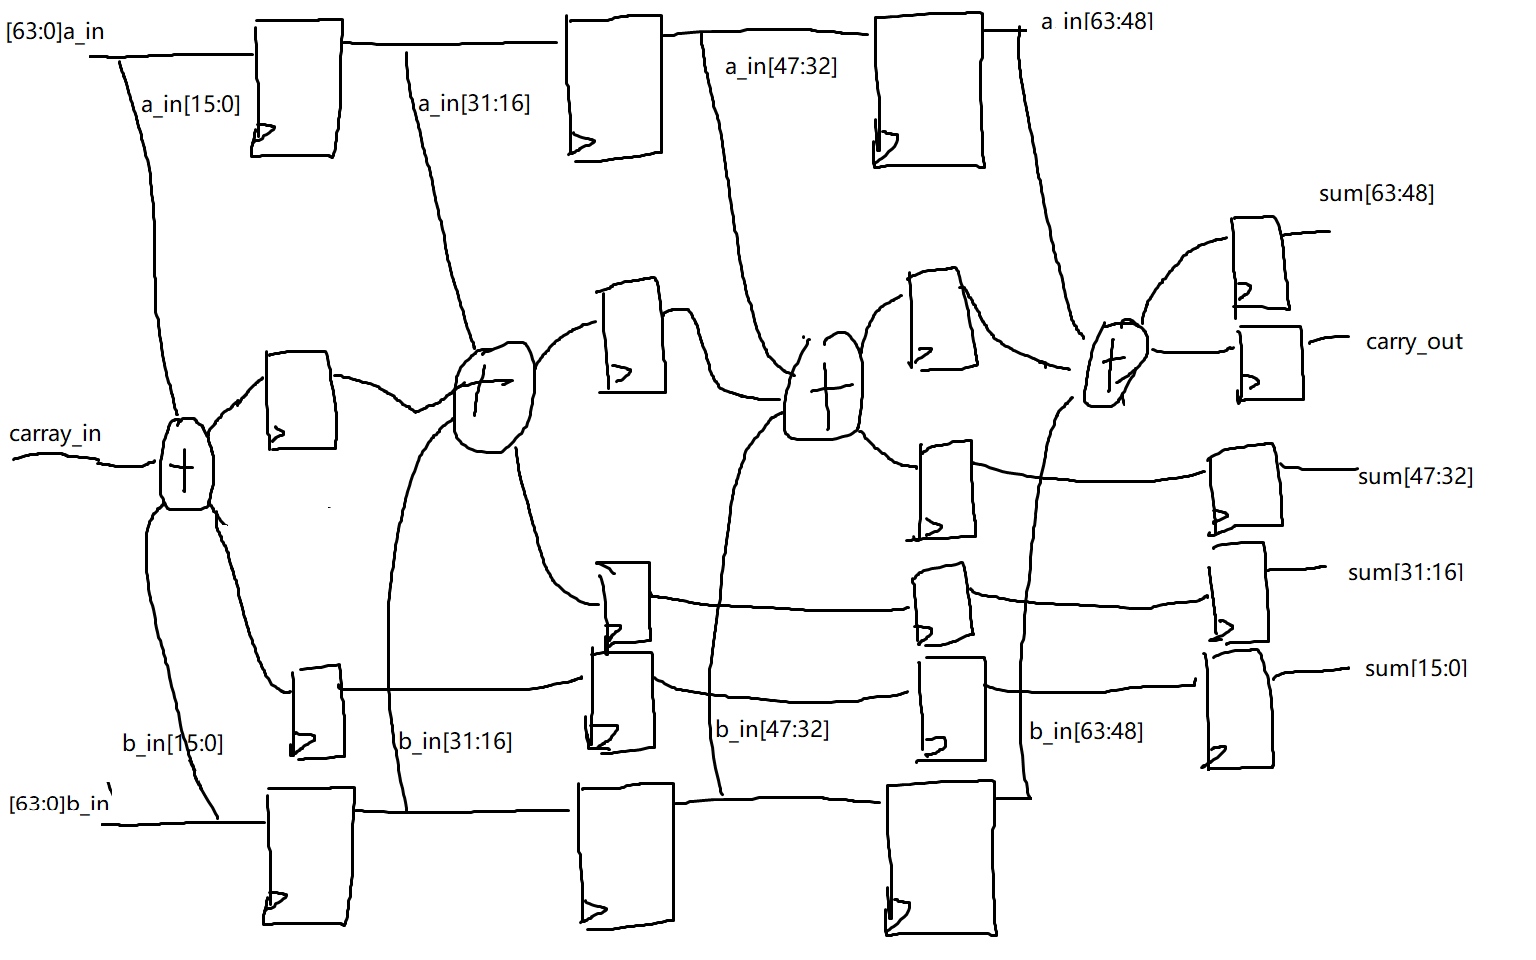 [63:0]a_in
a_in[63:48]
a_in[47:32]
a_in[15:0]
a_in[31:16]
sum[63:48]
carry_out
carray_in
sum[47:32]
sum[31:16]
sum[15:0]
b_in[15:0]
b_in[31:16]
b_in[47:32]
b_in[63:48]
[63:0]b_in